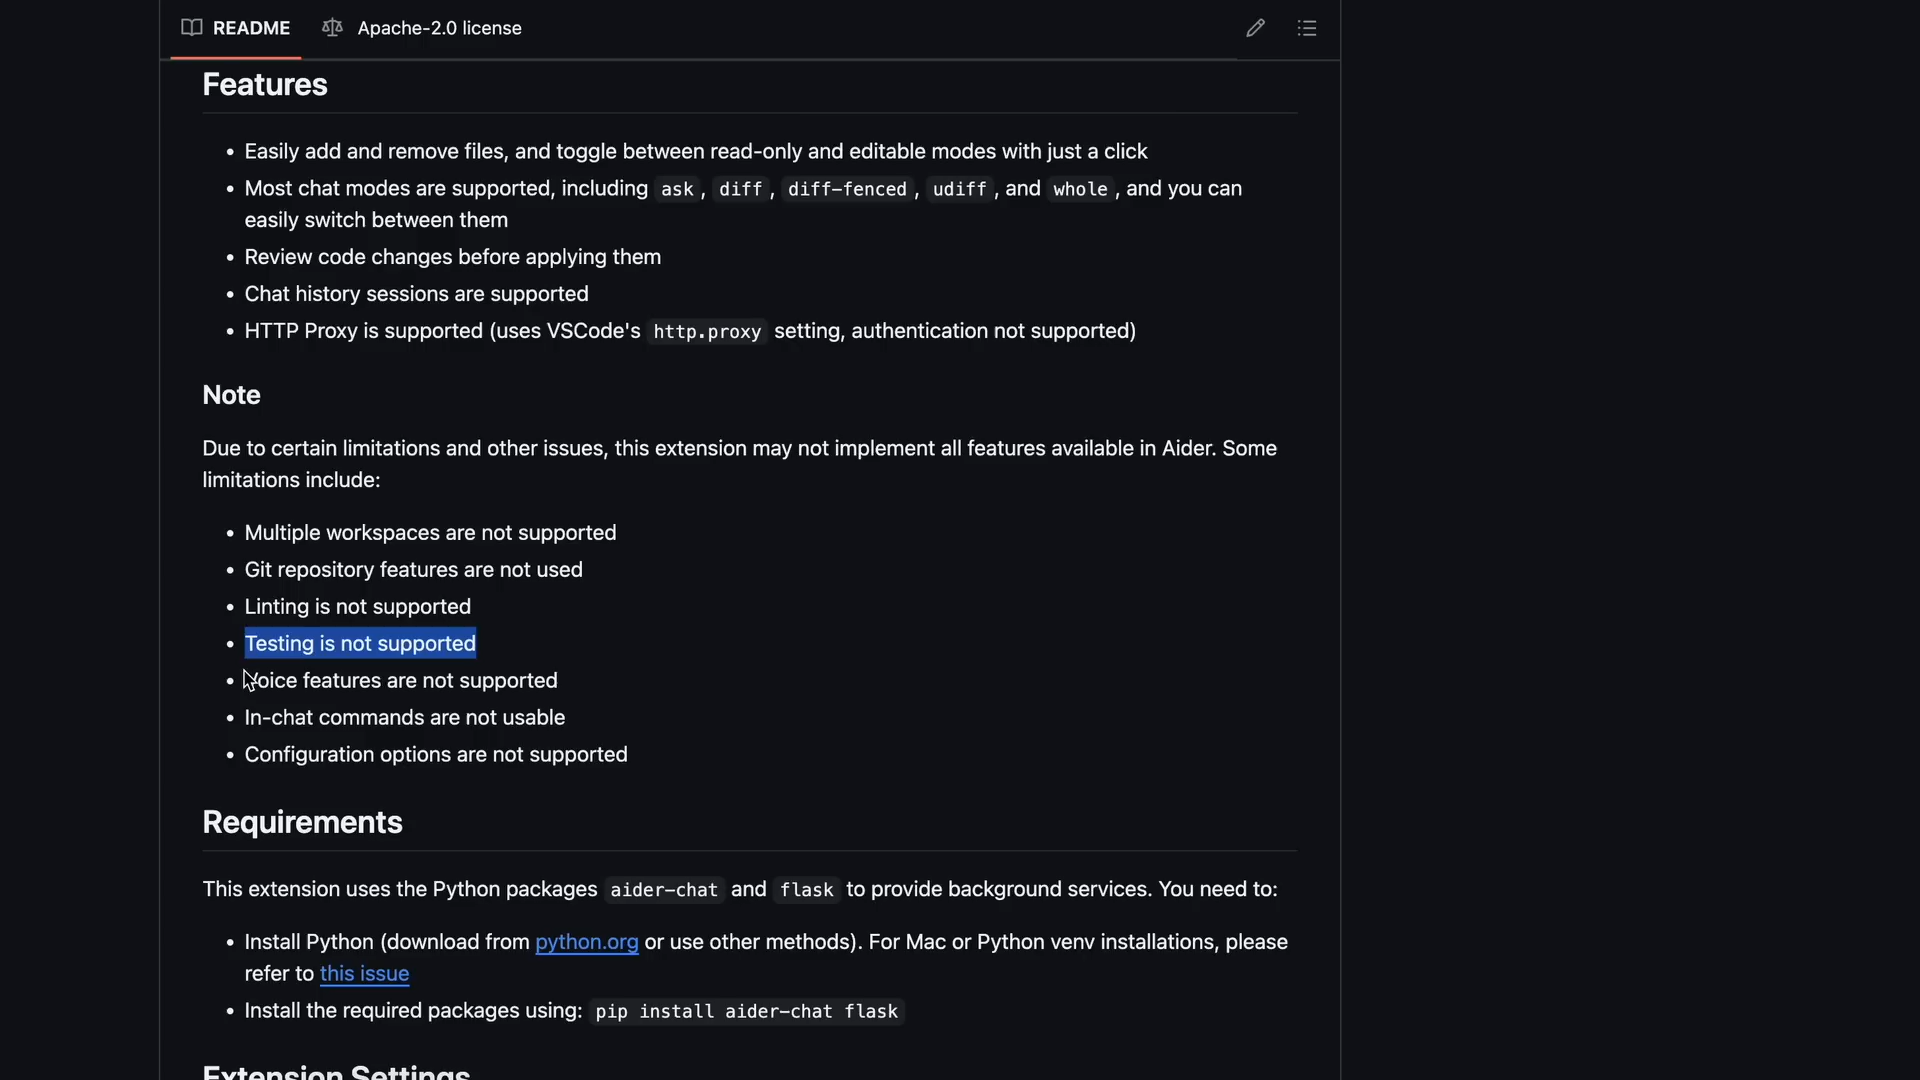 README
Apache-2.0 license
Features
• Easily add and remove files, and toggle between read-only and editable modes with just a click
• Most chat modes are supported, including ask, diff, diff-fenced, udiff, and whole, and you can
easily switch between them
• Review code changes before applying them
• Chat history sessions are supported
• HTTP Proxy is supported (uses VSCode's http.proxy setting, authentication not supported)
Note
Due to certain limitations and other issues, this extension may not implement all features available in Aider. Some
limitations include:
• Multiple workspaces are not supported
• Git repository features are not used
• Linting is not supported
• Testing is not supported
• Voice features are not supported
• In-chat commands are not usable
• Configuration options are not supported
Requirements
This extension uses the Python packages aider-chat and flask to provide background services. You need to:
• Install Python (download from python.org or use other methods). For Mac or Python venv installations, please
refer to this issue
• Install the required packages using: pip install aider-chat flask
Extension Settings